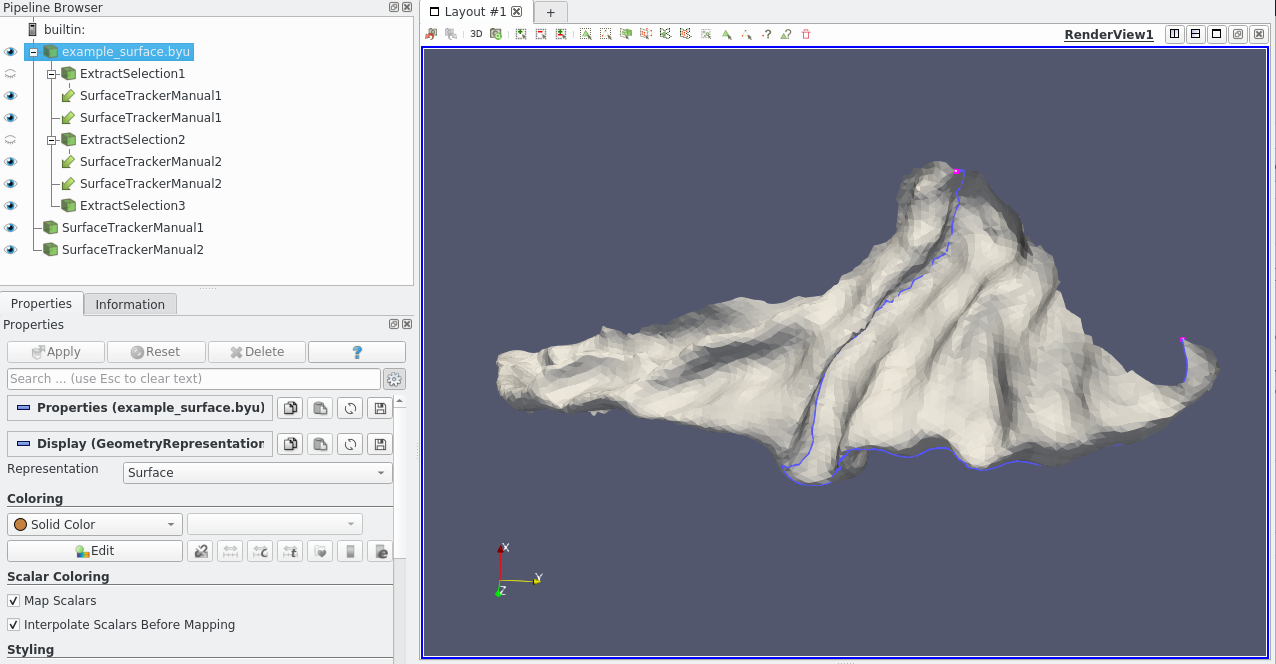 Pipeline Browser
builtin:
example_surface.byu
ExtractSelection1
SurfaceTrackerManual1
SurfaceTrackerManual1
ExtractSelection2
SurfaceTrackerManual2
SurfaceTrackerManual2
ExtractSelection3
SurfaceTrackerManual1
SurfaceTrackerManual2
Properties Information
Properties
Apply Reset Delete ?
Search ... (use Esc to clear text)
Properties (example_surface.byu)
Display (GeometryRepresentation
Representation Surface
Coloring
Solid Color
Edit
Scalar Coloring
Map Scalars
Interpolate Scalars Before Mapping
Styling
Layout #1 +
3D RenderView1
X
Y
Z